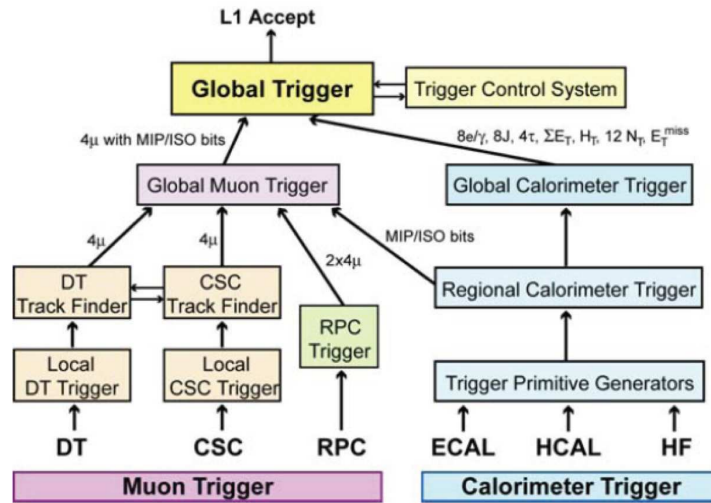 L1 Accept
Global Trigger
Trigger Control System
4μ with MIP/ISO bits
8e/γ, 8J, 4τ, ΣE_T, H_T, 12 N_T, E_T^miss
Global Muon Trigger
Global Calorimeter Trigger
4μ
4μ
2x4μ
MIP/ISO bits
DT
Track Finder
CSC
Track Finder
RPC
Trigger
Regional Calorimeter Trigger
Local
DT Trigger
Local
CSC Trigger
Trigger Primitive Generators
DT
CSC
RPC
ECAL
HCAL
HF
Muon Trigger
Calorimeter Trigger